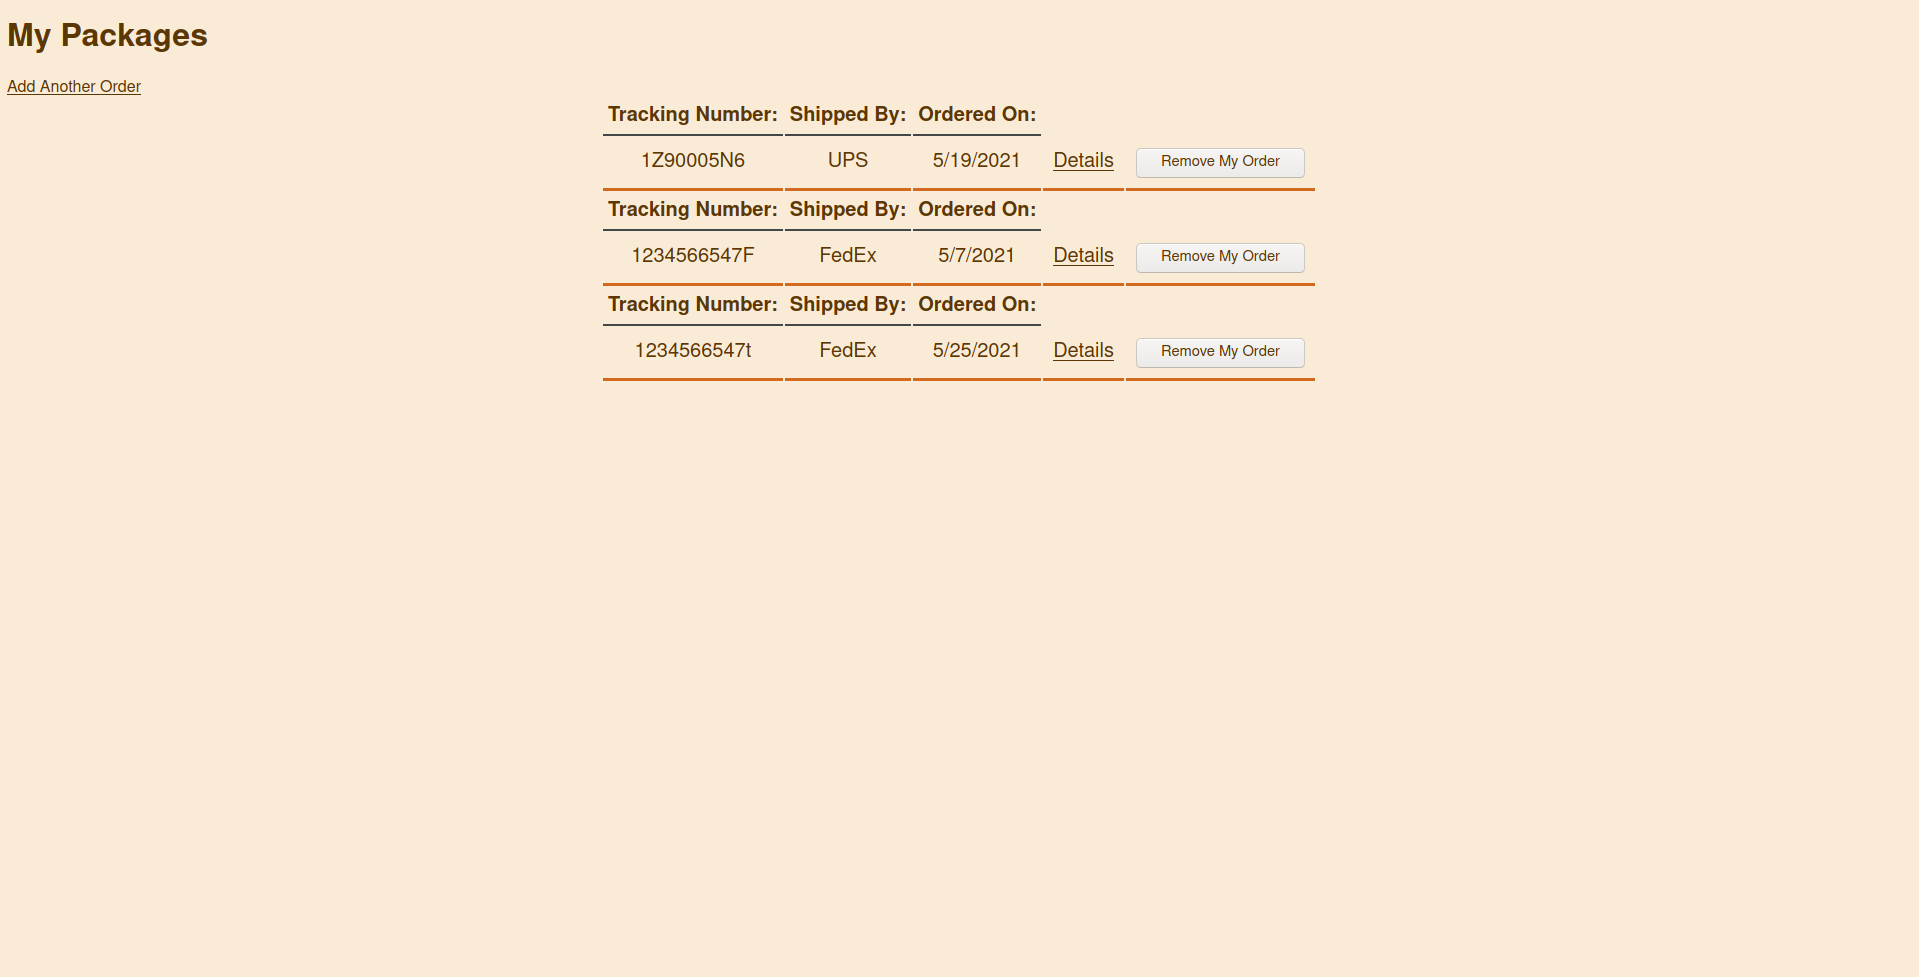 My Packages
Add Another Order
Tracking Number: Shipped By: Ordered On:
1Z90005N6 UPS 5/19/2021 Details Remove My Order
Tracking Number: Shipped By: Ordered On:
1234566547F FedEx 5/7/2021 Details Remove My Order
Tracking Number: Shipped By: Ordered On:
1234566547t FedEx 5/25/2021 Details Remove My Order